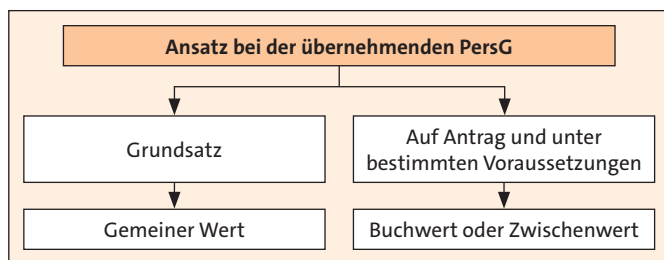 Ansatz bei der übernehmenden PersG
Grundsatz
Auf Antrag und unter
bestimmten Voraussetzungen
Gemeiner Wert
Buchwert oder Zwischenwert